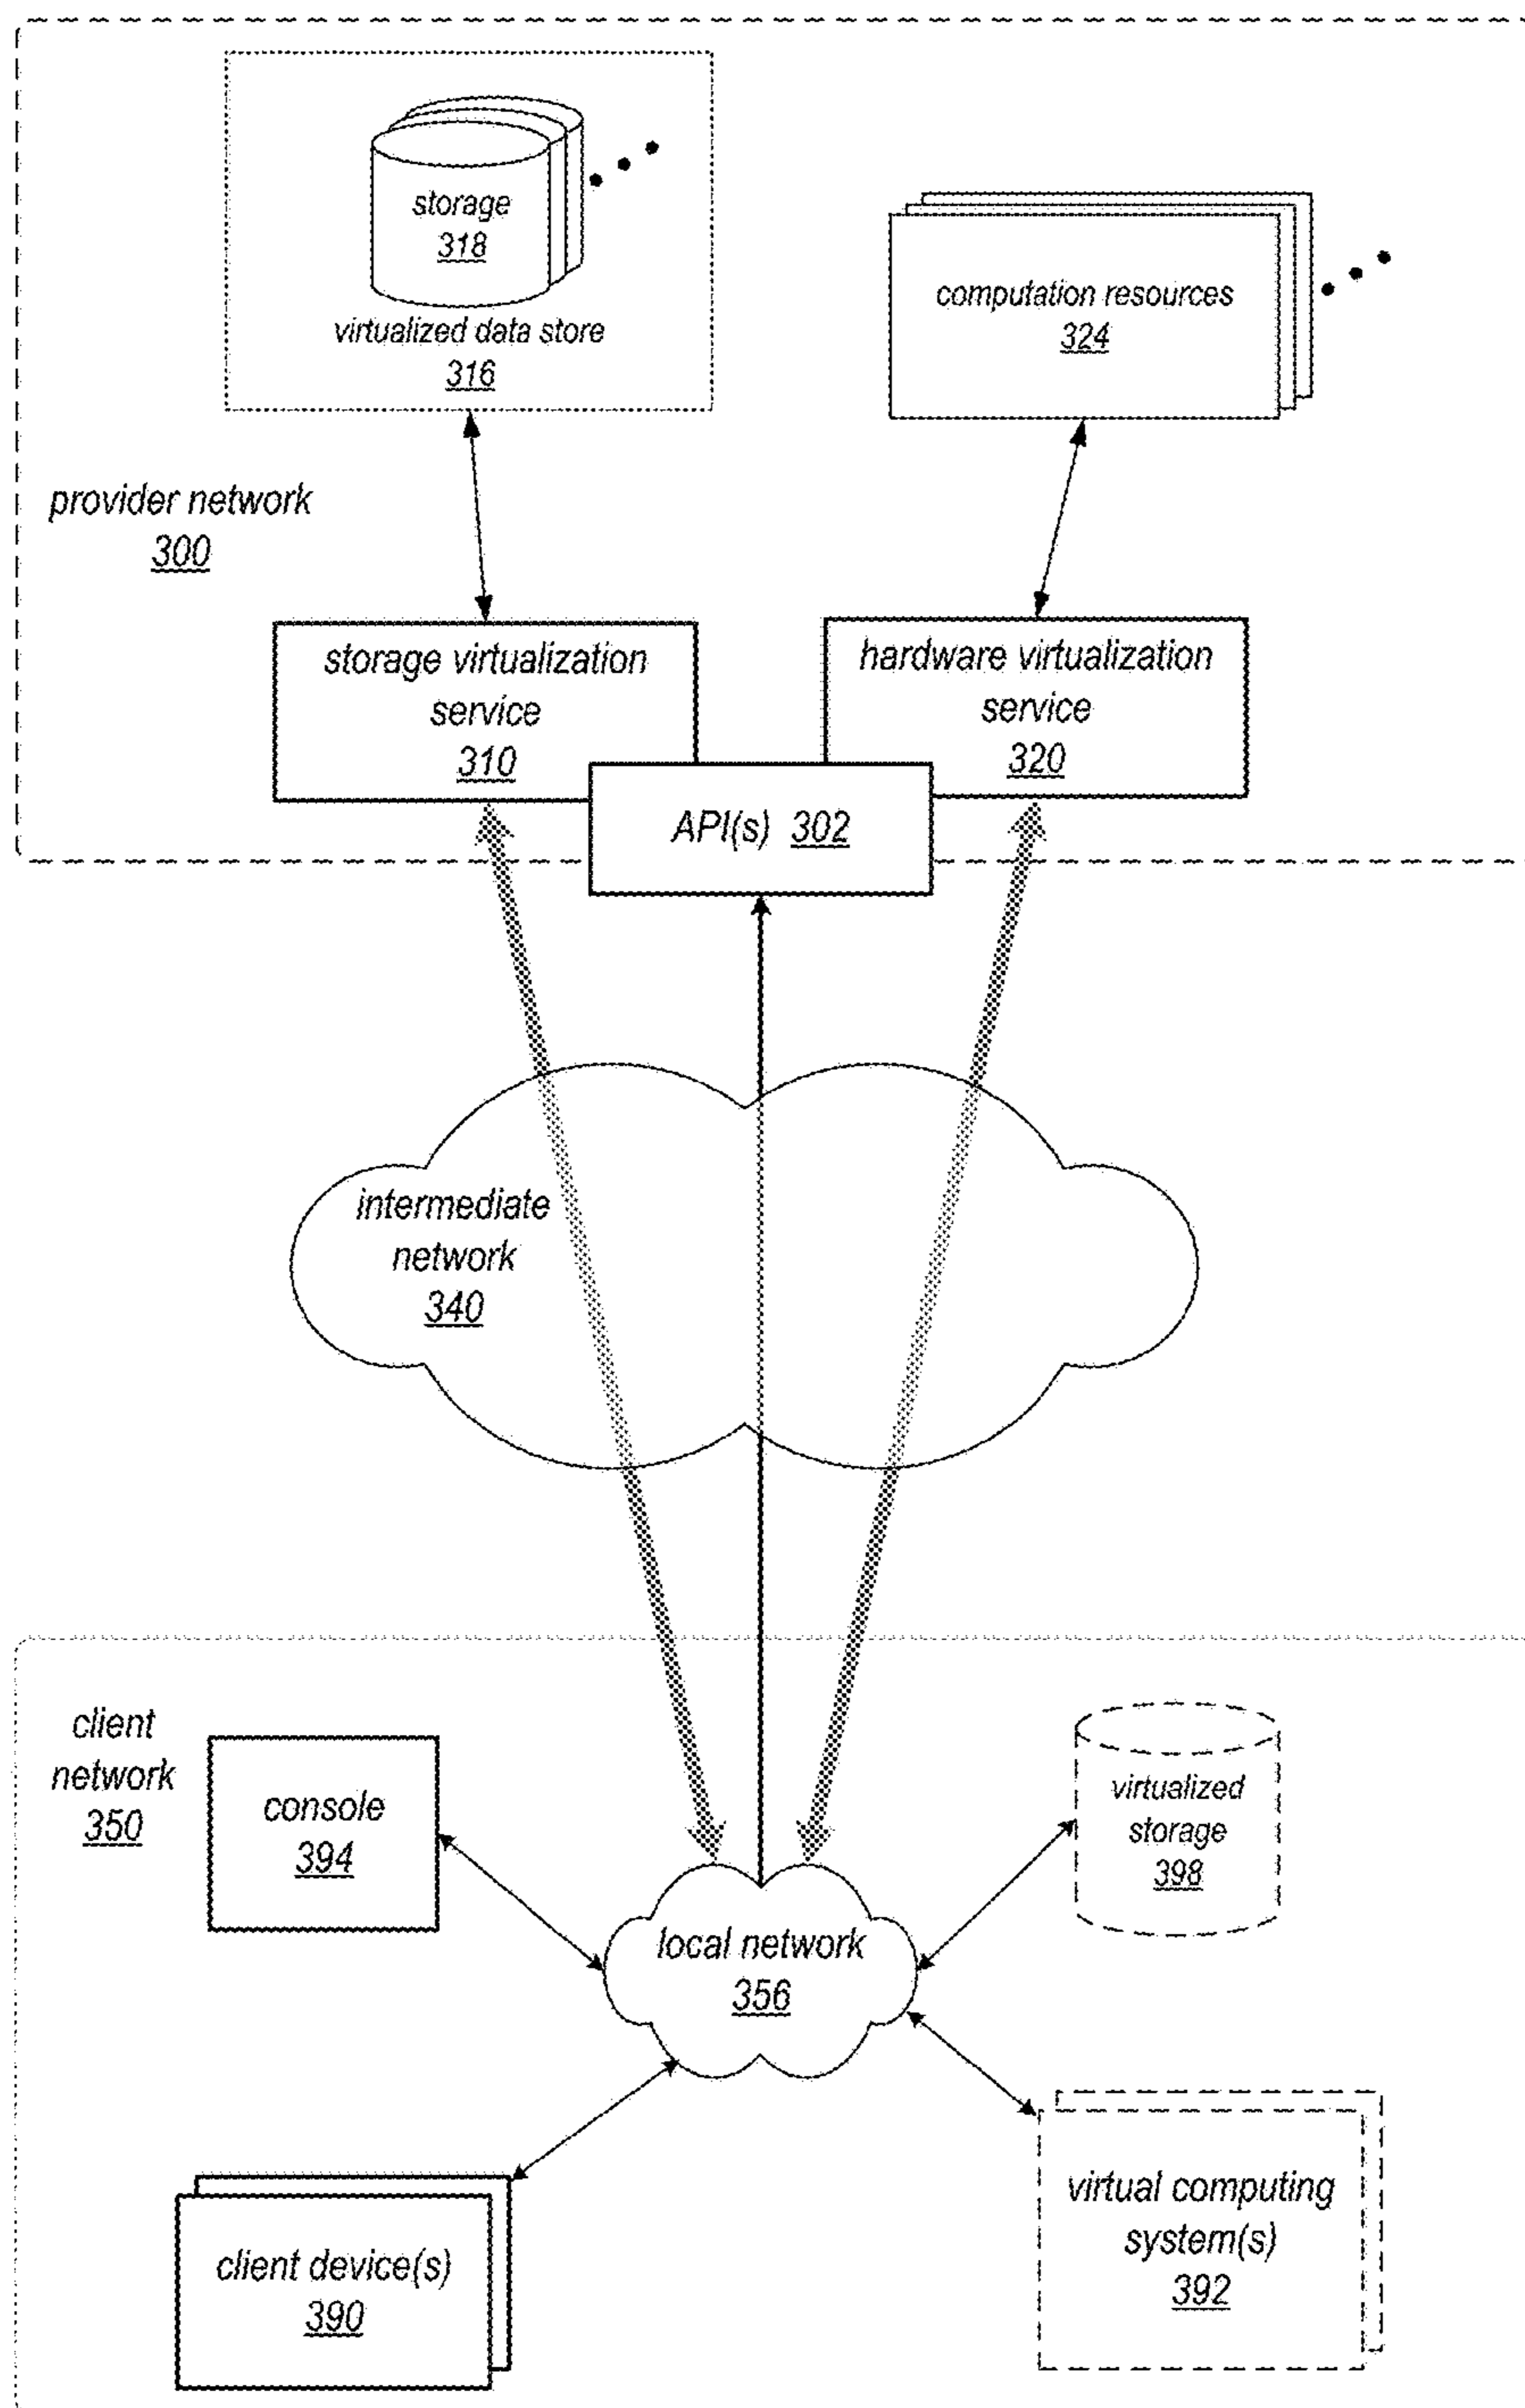 storage
318
virtualized data store
316
computation resources
324
provider network
300
storage virtualization
service
310
hardware virtualization
service
320
API(s) 302
intermediate
network
340
client
network
350
console
394
virtualized
storage
398
local network
356
client device(s)
390
virtual computing
system(s)
392